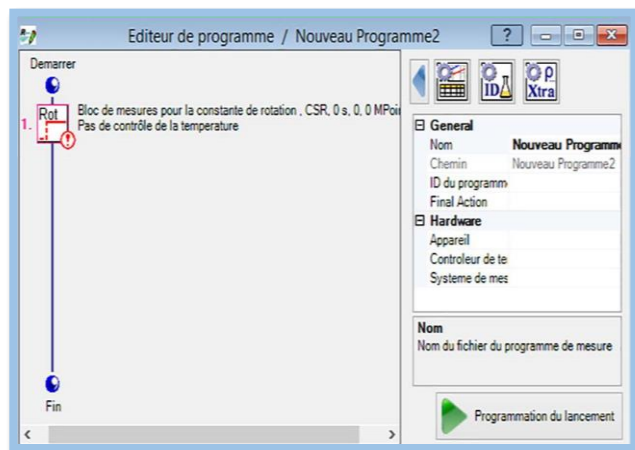 Editeur de programme / Nouveau Programme2
?
Demarrer
ID
ρ
Xtra
1.
Rot
Bloc de mesures pour la constante de rotation , CSR, 0 s, 0, 0 MPoi
Pas de contrôle de la temperature
General
Nom Nouveau Programm
Chemin Nouveau Programme2
ID du programm
Final Action
Hardware
Appareil
Controleur de te
Systeme de mes
Nom
Nom du fichier du programme de mesure
Fin
Programmation du lancement